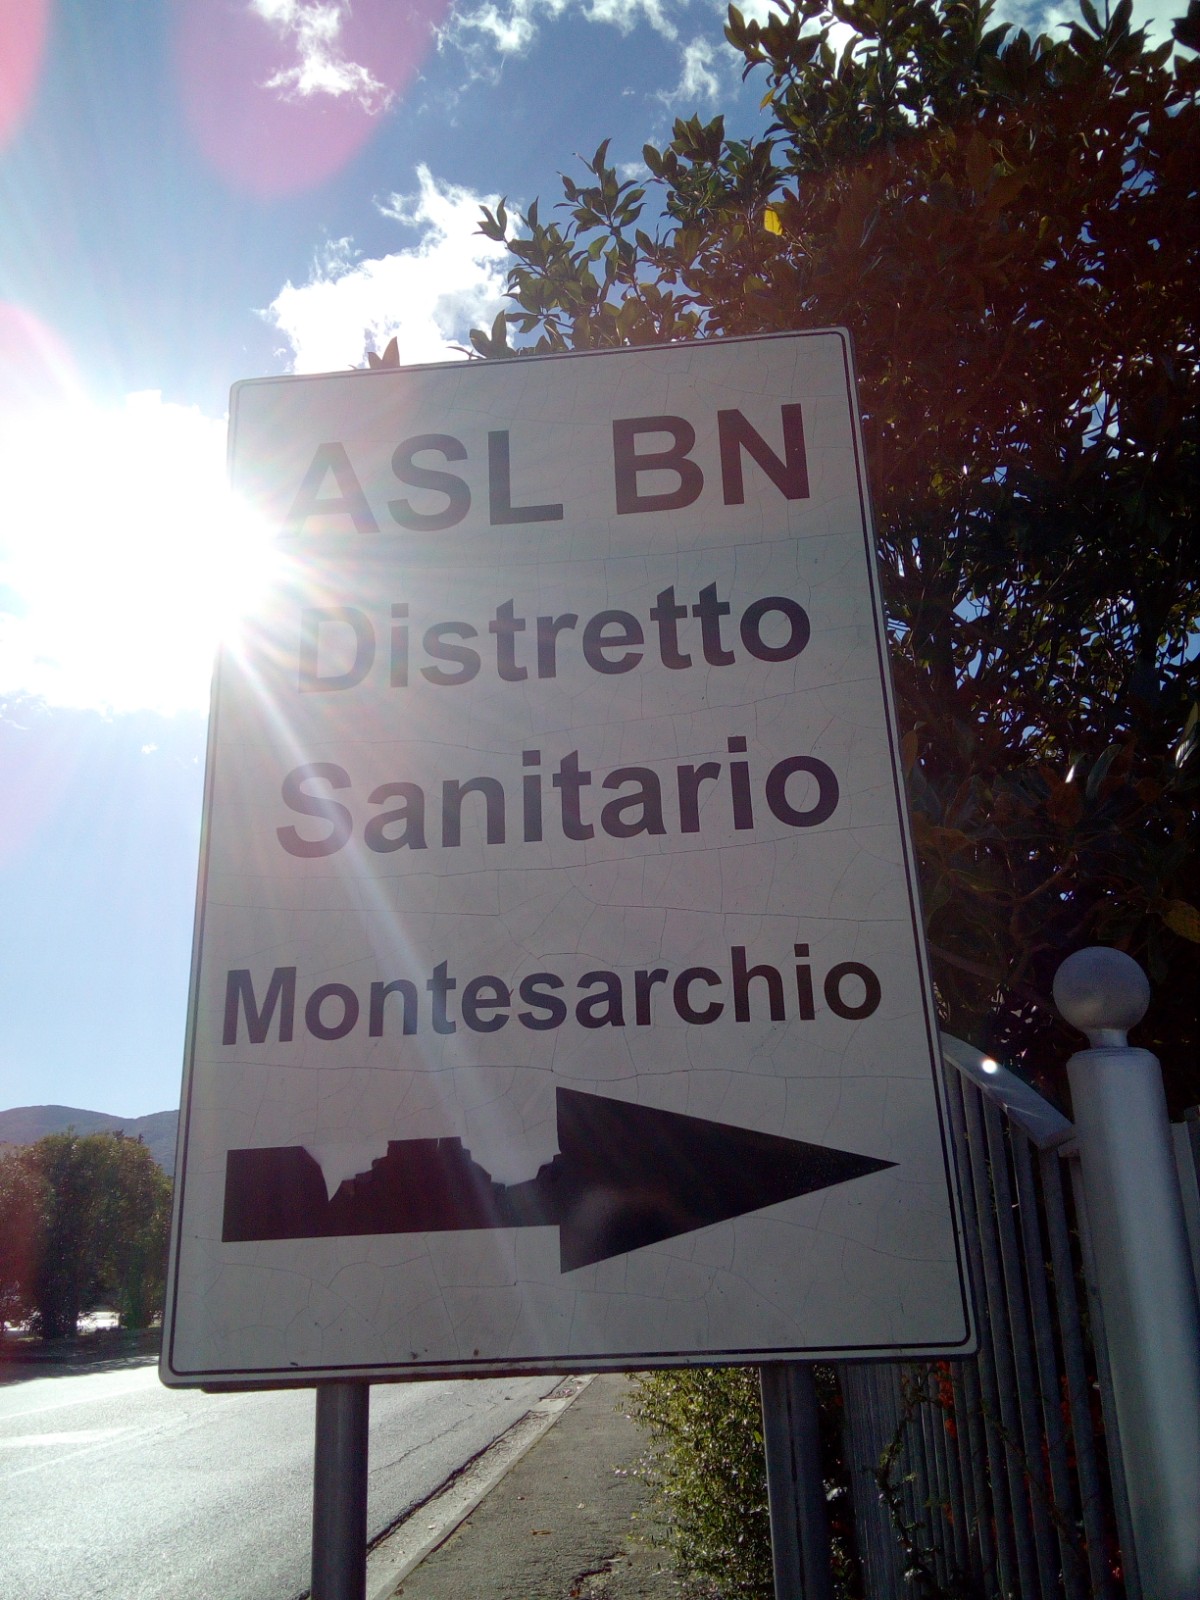 ASL BN
Distretto
Sanitario
Montesarchio